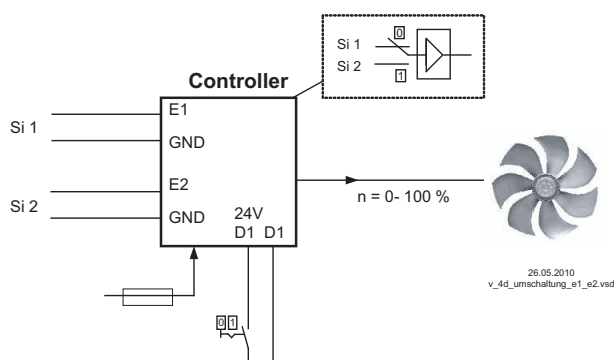 0
Si 1
Si 2
1
Controller
E1
Si 1
GND
E2
Si 2
GND
24V
D1 D1
n = 0- 100 %
0 1
26.05.2010
v_4d_umschaltung_e1_e2.vsd